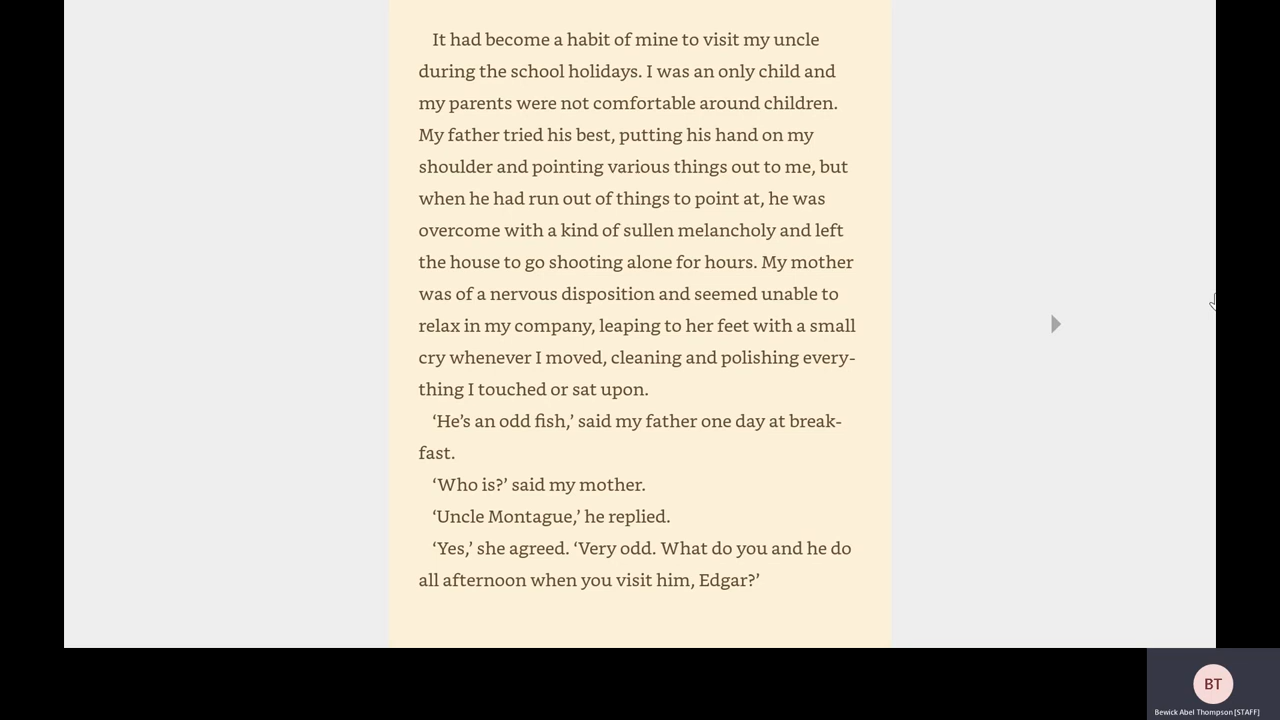 It had become a habit of mine to visit my uncle
during the school holidays. I was an only child and
my parents were not comfortable around children.
My father tried his best, putting his hand on my
shoulder and pointing various things out to me, but
when he had run out of things to point at, he was
overcome with a kind of sullen melancholy and left
the house to go shooting alone for hours. My mother
was of a nervous disposition and seemed unable to
relax in my company, leaping to her feet with a small
cry whenever I moved, cleaning and polishing every-
thing I touched or sat upon.
‘He’s an odd fish,’ said my father one day at break-
fast.
‘Who is?’ said my mother.
‘Uncle Montague,’ he replied.
‘Yes,’ she agreed. ‘Very odd. What do you and he do
all afternoon when you visit him, Edgar?’
BT
Bewick Abel Thompson [STAFF]